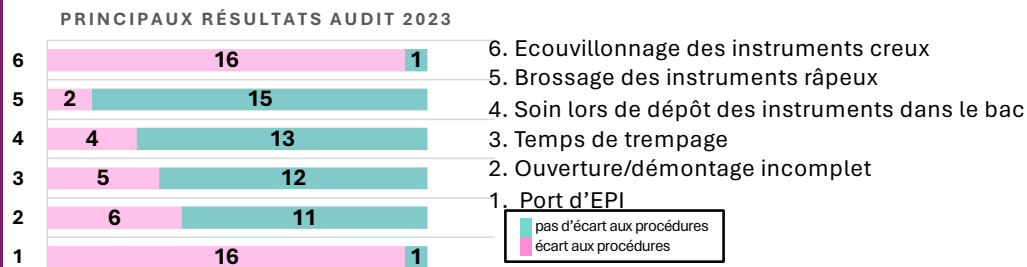 PRINCIPAUX RÉSULTATS AUDIT 2023
6 16 1
5 2 15
4 4 13
3 5 12
2 6 11
1 16 1
6. Ecouvillonnage des instruments creux
5. Brossage des instruments râpeux
4. Soin lors de dépôt des instruments dans le bac
3. Temps de trempage
2. Ouverture/démontage incomplet
1. Port d’EPI
pas d’écart aux procédures
écart aux procédures